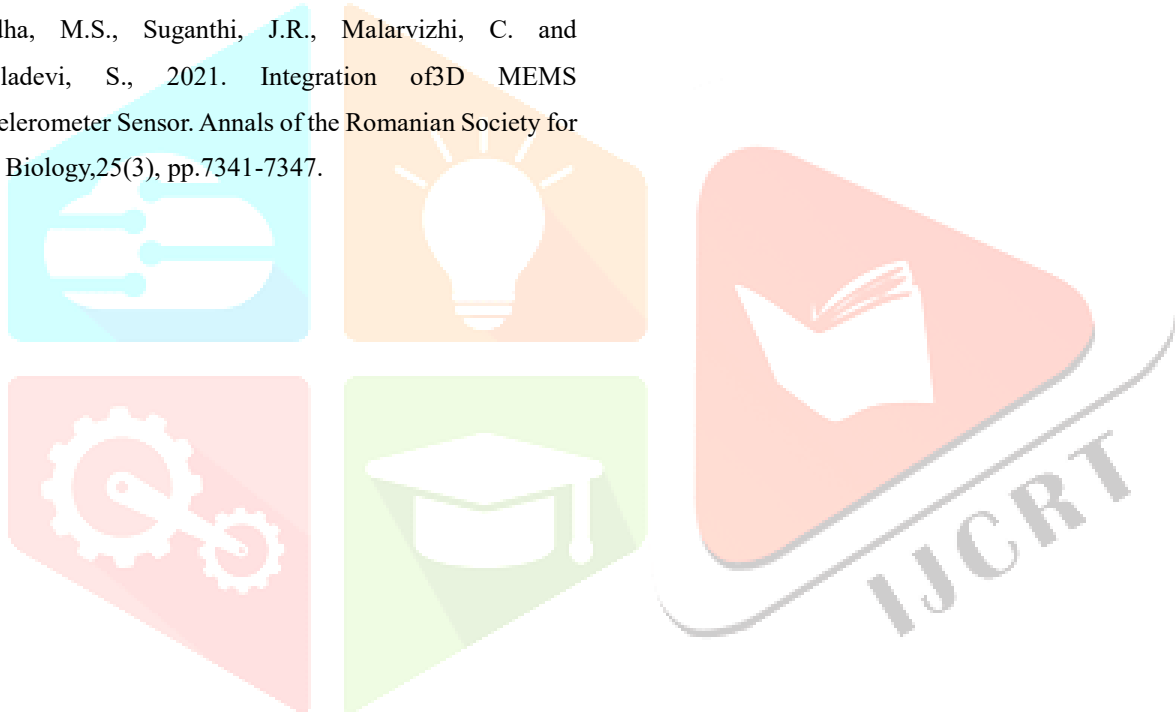 dha, M.S., Suganthi, J.R., Malarvizhi, C. and
ladevi, S., 2021. Integration of3D MEMS
elerometer Sensor. Annals of the Romanian Society for
Biology,25(3), pp.7341-7347.
IJCRT